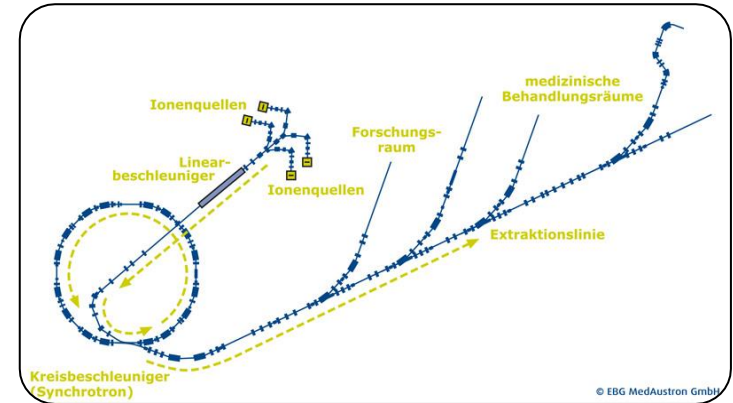 medizinische
Behandlungsräume
Ionenquellen
Forschungs-
raum
Linear-
beschleuniger
Ionenquellen
Extraktionslinie
Kreisbeschleuniger
(Synchrotron)
© EBG MedAustron GmbH